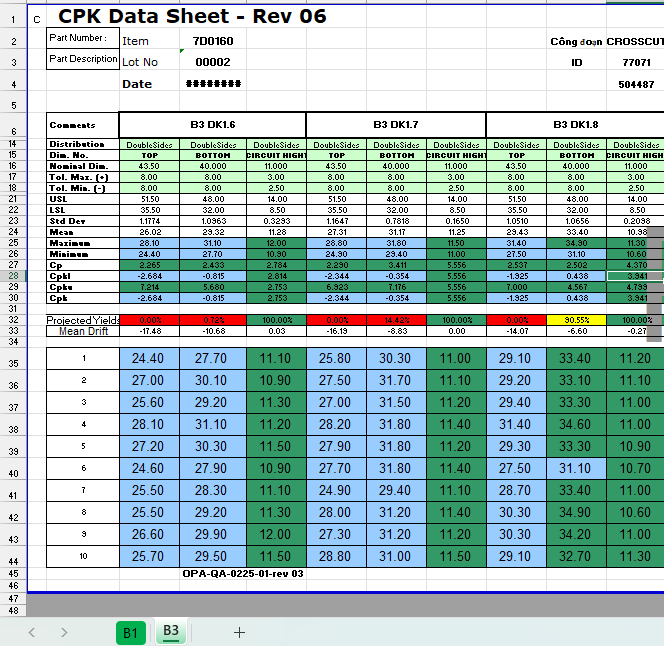 1 C CPK Data Sheet - Rev 06
2 Part Number : Item 7D0160 Công đoạn CROSSCUT
3 Part Description Lot No 00002 ID 77071
4 Date ######## 504487
5
6 Comments B3 DK1.6 B3 DK1.7 B3 DK1.8
14 Distribution DoubleSides DoubleSides DoubleSides DoubleSides DoubleSides DoubleSides DoubleSides DoubleSides DoubleSides
15 Dim. No. TOP BOTTOM CIRCUIT HIGH TOP BOTTOM CIRCUIT HIGH TOP BOTTOM CIRCUIT HIGH
16 Nominal Dim. 43.50 40.000 11.000 43.50 40.000 11.000 43.50 40.000 11.000
17 Tol. Max. (+) 8.00 8.00 3.00 8.00 8.00 3.00 8.00 8.00 3.00
18 Tol. Min. (-) 8.00 8.00 2.50 8.00 8.00 2.50 8.00 8.00 2.50
21 USL 51.50 48.00 14.00 51.50 48.00 14.00 51.50 48.00 14.00
22 LSL 35.50 32.00 8.50 35.50 32.00 8.50 35.50 32.00 8.50
23 Std Dev 1.1774 1.0963 0.3293 1.1647 0.7818 0.1650 1.0510 1.0656 0.2098
24 Mean 26.02 29.32 11.28 27.31 31.17 11.25 29.43 33.40 10.98
25 Maximum 28.10 31.10 12.00 28.80 31.80 11.50 31.40 34.90 11.30
26 Minimum 24.40 27.70 10.90 24.90 29.40 11.00 27.50 31.10 10.60
27 Cp 2.265 2.433 2.784 2.290 3.411 5.556 2.537 2.502 4.370
28 Cpkl -2.684 -0.815 2.814 -2.344 -0.354 5.556 -1.925 0.438 3.941
29 Cpku 7.214 5.680 2.753 6.923 7.176 5.556 7.000 4.567 4.799
30 Cpk -2.684 -0.815 2.753 -2.344 -0.354 5.556 -1.925 0.438 3.941
31
32 Projected Yields 0.00% 0.72% 100.00% 0.00% 14.42% 100.00% 0.00% 90.55% 100.00%
33 Mean Drift -17.48 -10.68 0.03 -16.19 -8.83 0.00 -14.07 -6.60 -0.27
34
35 1 24.40 27.70 11.10 25.80 30.30 11.00 29.10 33.40 11.20
36 2 27.00 30.10 10.90 27.50 31.70 11.10 29.20 33.10 11.10
37 3 25.60 29.20 11.30 27.00 31.50 11.20 29.40 33.30 11.00
38 4 28.10 31.10 11.20 28.20 31.80 11.40 31.40 34.60 11.00
39 5 27.20 30.30 11.50 27.90 31.80 11.20 29.30 33.30 10.90
40 6 24.60 27.90 10.90 27.70 31.80 11.40 27.50 31.10 10.70
41 7 25.50 28.30 11.10 24.90 29.40 11.10 28.70 33.40 11.00
42 8 25.50 29.20 11.30 28.00 31.20 11.40 30.50 34.90 10.60
43 9 26.60 29.90 12.00 27.30 31.20 11.20 30.30 34.20 11.00
44 10 25.70 29.50 11.50 28.80 31.00 11.50 29.10 32.70 11.30
45 OPA-QA-0225-01-rev 03
46
47
48
B1 B3 +